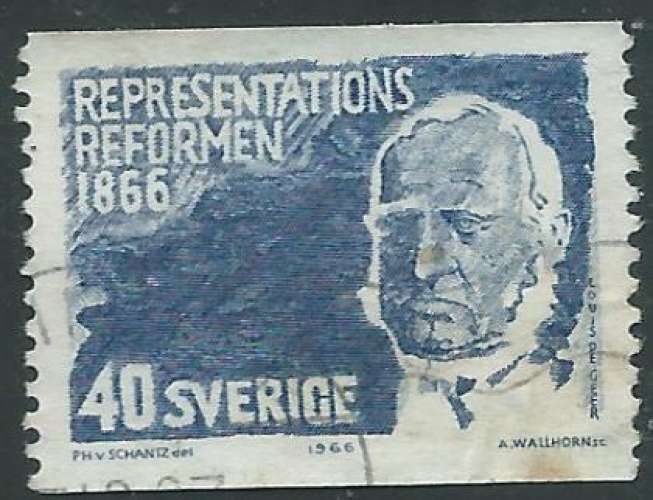 REPRESENTATIONS
REFORMEN
1866
LOUIS DE GEER
40 SVERIGE
PH.v.SCHANTZ del
1966
A.WALLHORN sc.